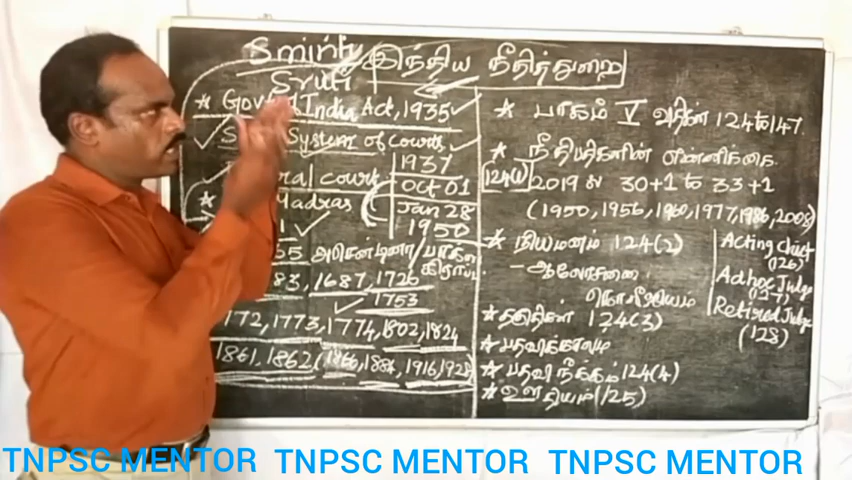 Smirity இந்திய நீதித்துறை
Sruti
* Govt of India Act, 1935
System of Courts
ral court 1937
Oct 01
Madras Jan 28
1 1950
அரிசன்டினா/பாக்
83, 1687, 1726
1753
1772, 1773, 1774, 1802, 1824
1861, 1862 (1866, 1884, 1916, 1928
* பாகம் V விதிகள் 124 to 147.
* நீதிபதிகளின் எண்ணிக்கை.
124(1) 2019 ல் 30+1 to 33+1
(1950, 1956, 1960, 1977, 1986, 2008)
* நியமனம் 124(2)
- ஆலோசனை
கொலீஜியம்
* தகுதிகள் 124(3)
* பதவிக்காலம்
* பதவி நீக்கம் 124(4)
* ஊதியம் (125)
Acting Chief
(126)
Adhoc Judge
(127)
Retired Judge
(128)
TNPSC MENTOR TNPSC MENTOR TNPSC MENTOR